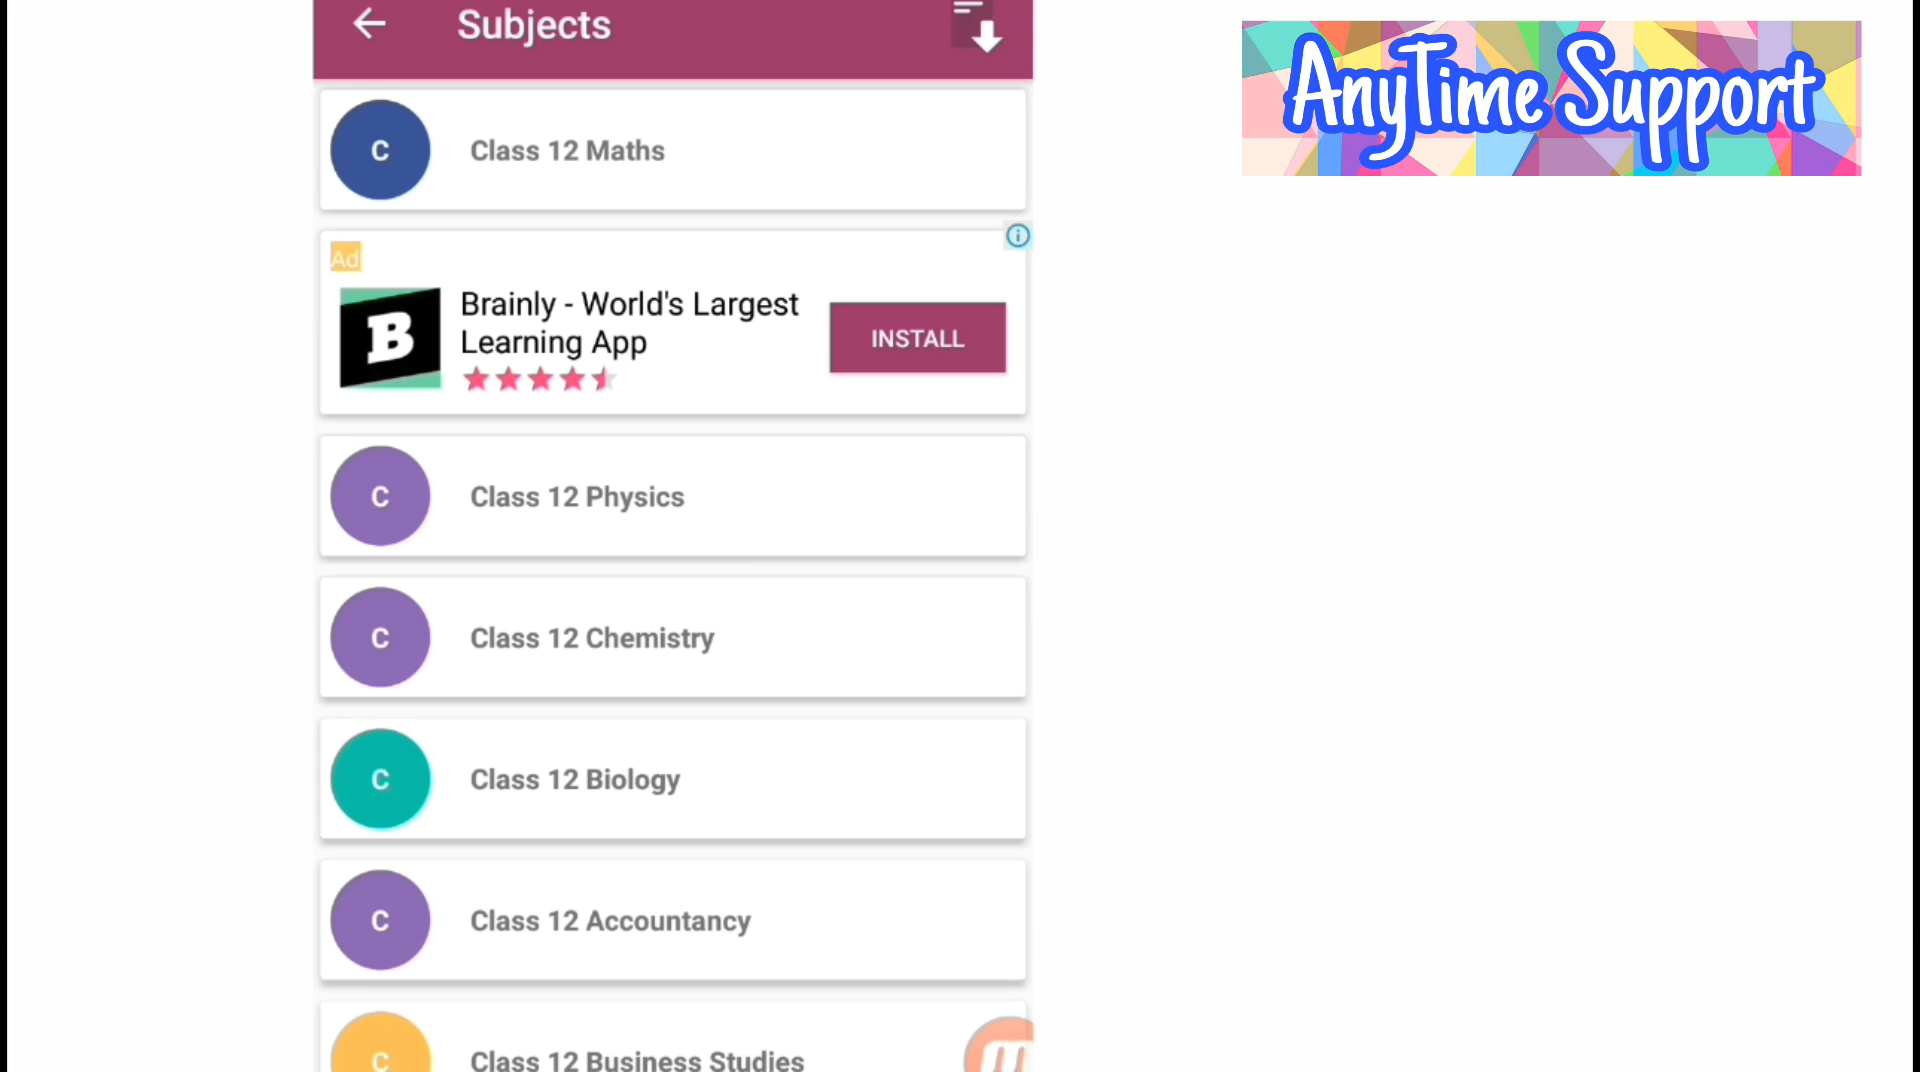 Subjects
AnyTime Support
C
Class 12 Maths
Ad
Brainly - World's Largest
Learning App
INSTALL
B
C
Class 12 Physics
C
Class 12 Chemistry
C
Class 12 Biology
C
Class 12 Accountancy
C
Class 12 Business Studies